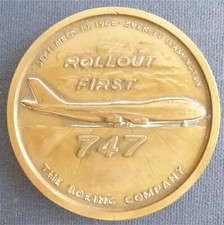 SEPTEMBER 30, 1968 - EVERETT, WASHINGTON
ROLLOUT
FIRST
747
THE BOEING COMPANY